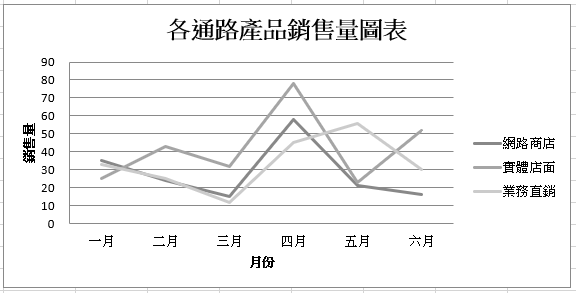 各通路產品銷售量圖表
90
80
70
60
50
40
30
20
10
0
銷售量
一月 二月 三月 四月 五月 六月
月份
網路商店
實體店面
業務直銷